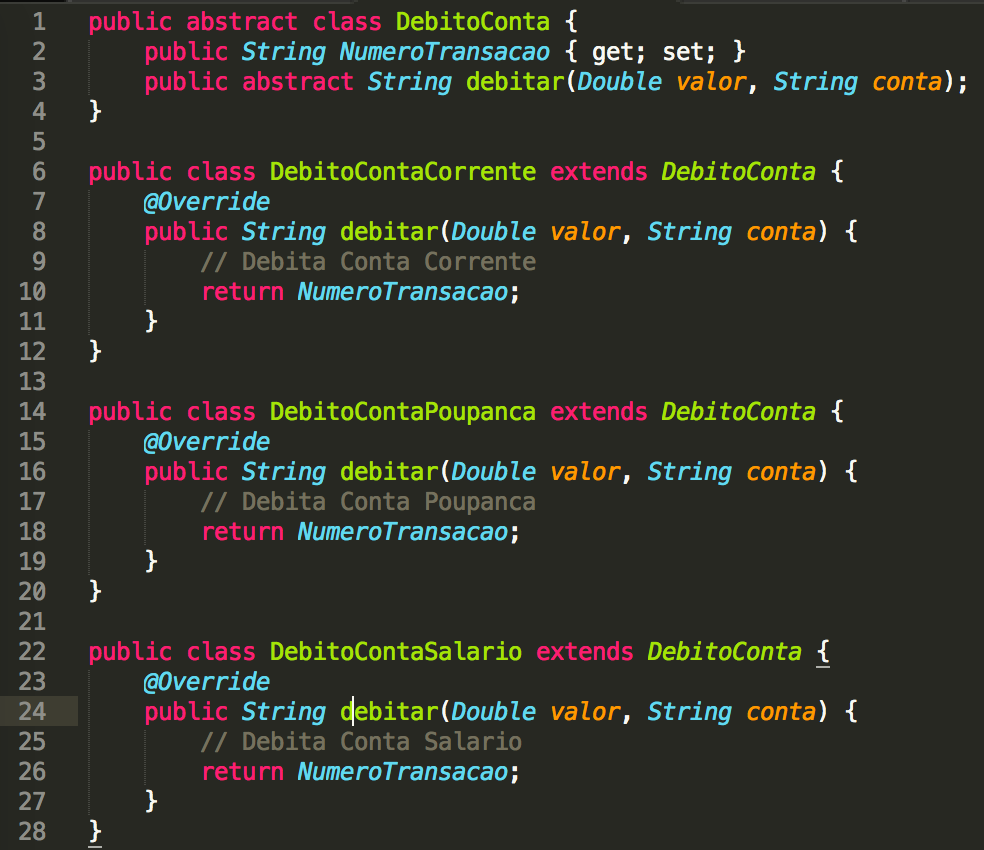 1 public abstract class DebitoConta {
2     public String NumeroTransacao { get; set; }
3     public abstract String debitar(Double valor, String conta);
4 }
5
6 public class DebitoContaCorrente extends DebitoConta {
7     @Override
8     public String debitar(Double valor, String conta) {
9         // Debita Conta Corrente
10         return NumeroTransacao;
11     }
12 }
13
14 public class DebitoContaPoupanca extends DebitoConta {
15     @Override
16     public String debitar(Double valor, String conta) {
17         // Debita Conta Poupanca
18         return NumeroTransacao;
19     }
20 }
21
22 public class DebitoContaSalario extends DebitoConta {
23     @Override
24     public String debitar(Double valor, String conta) {
25         // Debita Conta Salario
26         return NumeroTransacao;
27     }
28 }